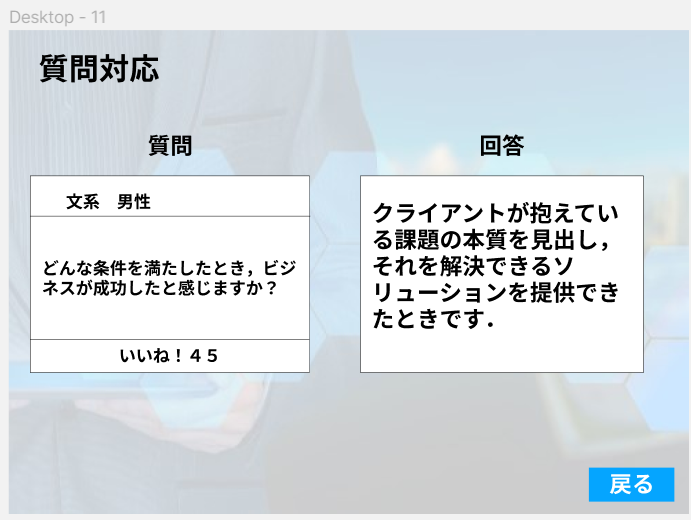 Desktop - 11
質問対応
質問
文系　男性
どんな条件を満たしたとき，ビジ
ネスが成功したと感じますか？
いいね！４５
回答
クライアントが抱えてい
る課題の本質を見出し，
それを解決できるソ
リューションを提供でき
たときです．
戻る